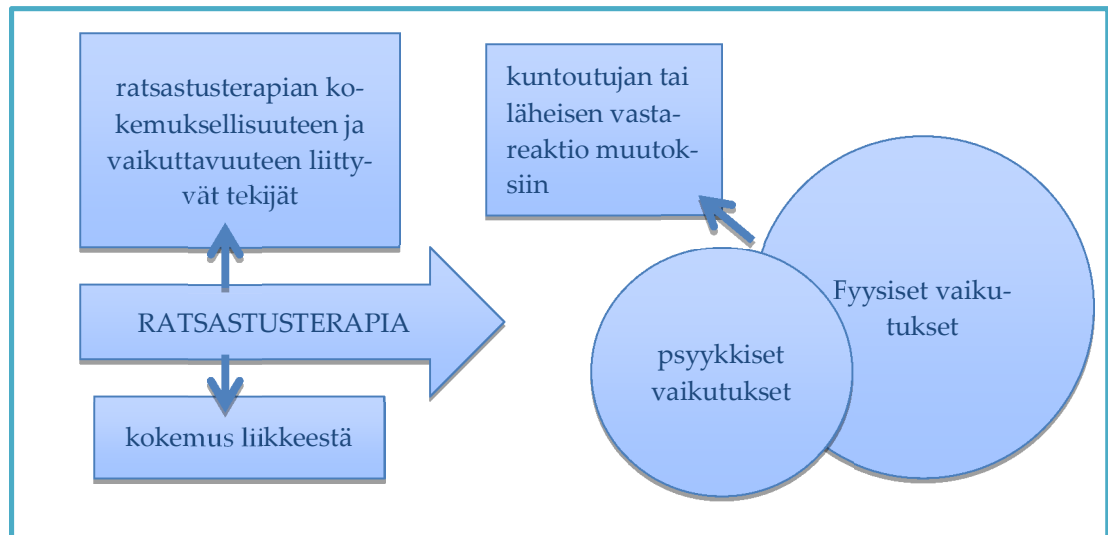 ratsastusterapian ko-
kemuksellisuuteen ja
vaikuttavuuteen liitty-
vät tekijät
kuntoutujan tai
läheisen vasta-
reaktio muutok-
siin
RATSASTUSTERAPIA
kokemus liikkeestä
psyykkiset
vaikutukset
Fyysiset vaiku-
tukset